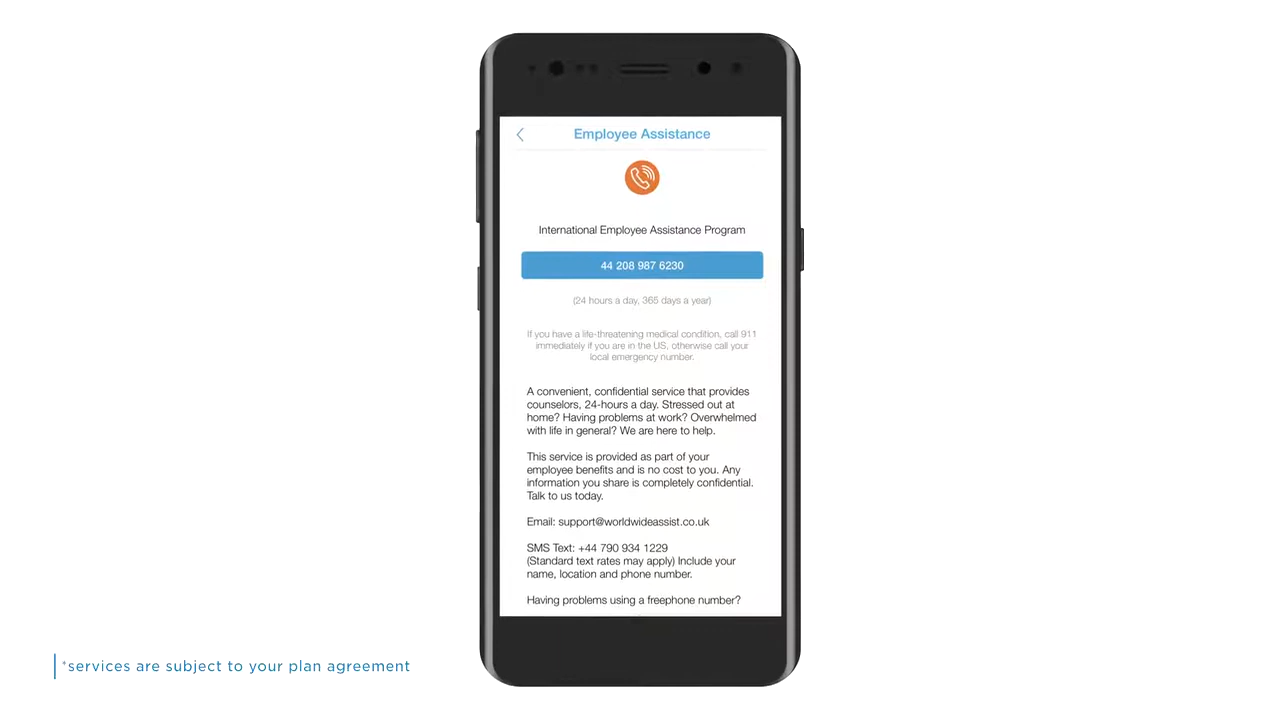 Employee Assistance
International Employee Assistance Program
44 208 987 6230
(24 hours a day, 365 days a year)
If you have a life-threatening medical condition, call 911
immediately if you are in the US, otherwise call your
local emergency number.
A convenient, confidential service that provides
counselors, 24-hours a day. Stressed out at
home? Having problems at work? Overwhelmed
with life in general? We are here to help.
This service is provided as part of your
employee benefits and is no cost to you. Any
information you share is completely confidential.
Talk to us today.
Email: support@worldwideassist.co.uk
SMS Text: +44 790 934 1229
(Standard text rates may apply) Include your
name, location and phone number.
Having problems using a freephone number?
*services are subject to your plan agreement